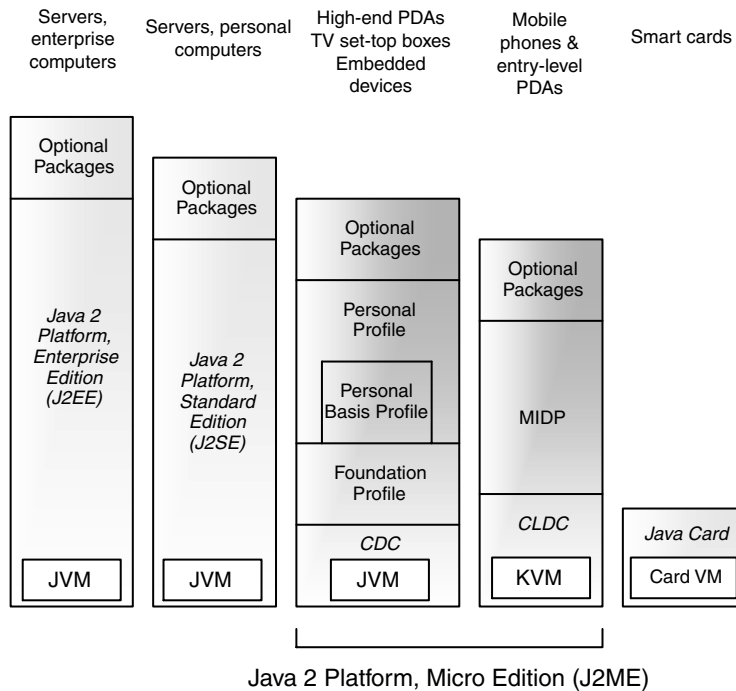 Servers,
enterprise
computers
Servers, personal
computers
High-end PDAs
TV set-top boxes
Embedded
devices
Mobile
phones &
entry-level
PDAs
Smart cards
Optional
Packages
Java 2
Platform,
Enterprise
Edition
(J2EE)
JVM
Optional
Packages
Java 2
Platform,
Standard
Edition
(J2SE)
JVM
Optional
Packages
Personal
Profile
Personal
Basis Profile
Foundation
Profile
CDC
JVM
Optional
Packages
MIDP
CLDC
KVM
Java Card
Card VM
Java 2 Platform, Micro Edition (J2ME)